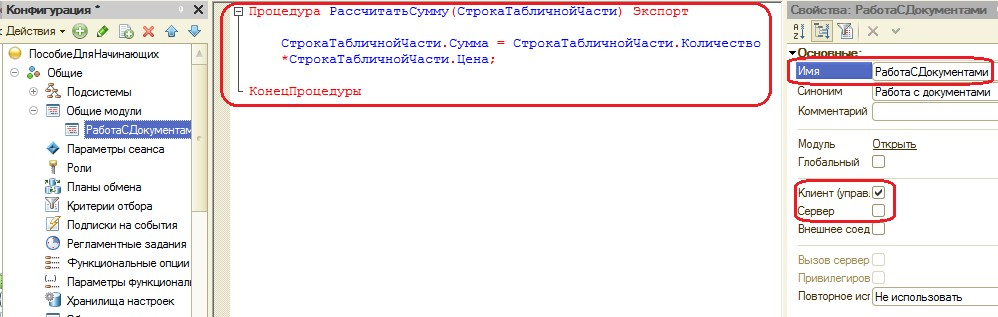 Конфигурация *
Действия
ПособиеДляНачинающих
Общие
Подсистемы
Общие модули
РаботаСДокументам
Параметры сеанса
Роли
Планы обмена
Критерии отбора
Подписки на события
Регламентные задания
Функциональные опции
Параметры функционал
Хранилища настроек
Процедура РассчитатьСумму(СтрокаТабличнойЧасти) Экспорт
СтрокаТабличнойЧасти.Сумма = СтрокаТабличнойЧасти.Количество
*СтрокаТабличнойЧасти.Цена;
КонецПроцедуры
Свойства: РаботаСДокументами
Основные:
Имя РаботаСДокументами
Синоним Работа с документами
Комментарий
Модуль Открыть
Глобальный
Клиент (управ.
Сервер
Внешнее соед
Вызов сервер
Привилегиров
Повторное исг Не использовать